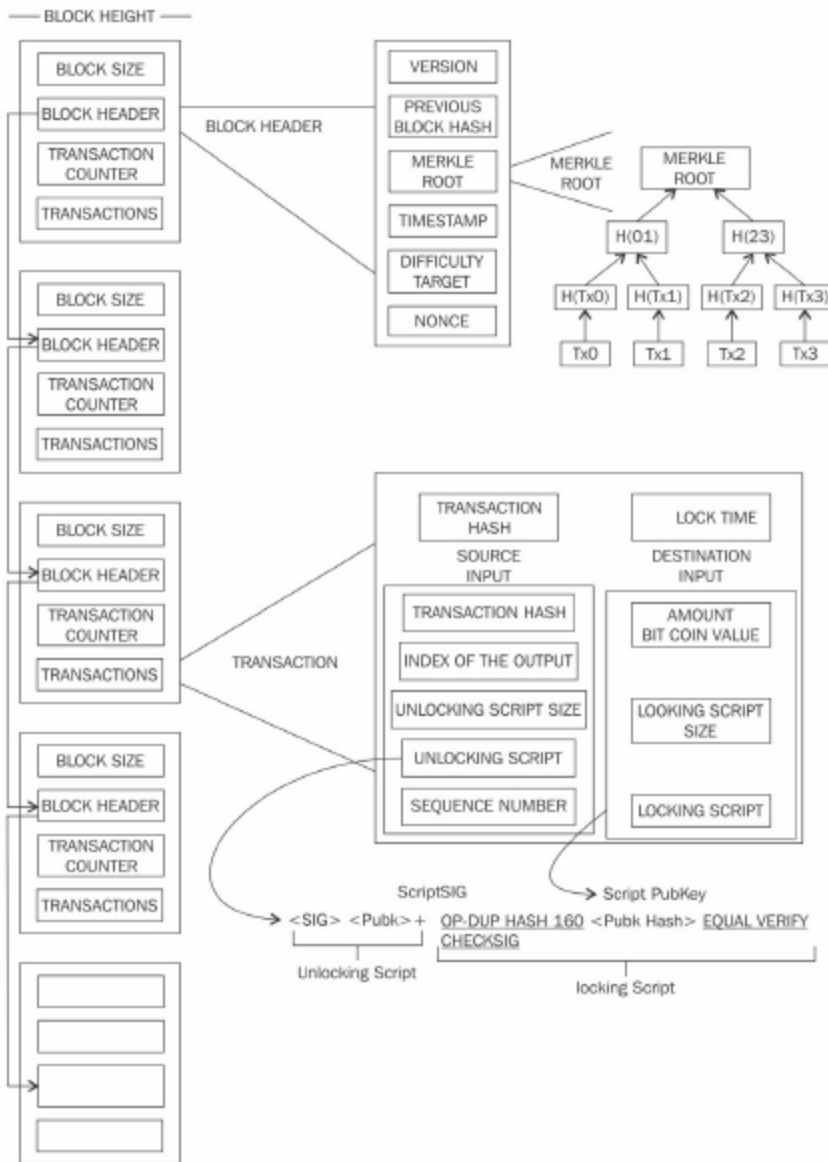 BLOCK HEIGHT
BLOCK SIZE
BLOCK HEADER
TRANSACTION
COUNTER
TRANSACTIONS
BLOCK HEADER
VERSION
PREVIOUS
BLOCK HASH
MERKLE
ROOT
TIMESTAMP
DIFFICULTY
TARGET
NONCE
MERKLE
ROOT
MERKLE
ROOT
H(01)
H(23)
H(Tx0)
H(Tx1)
H(Tx2)
H(Tx3)
Tx0
Tx1
Tx2
Tx3
BLOCK SIZE
BLOCK HEADER
TRANSACTION
COUNTER
TRANSACTIONS
BLOCK SIZE
BLOCK HEADER
TRANSACTION
COUNTER
TRANSACTIONS
TRANSACTION
TRANSACTION
HASH
LOCK TIME
SOURCE
INPUT
DESTINATION
INPUT
TRANSACTION HASH
INDEX OF THE OUTPUT
UNLOCKING SCRIPT SIZE
UNLOCKING SCRIPT
SEQUENCE NUMBER
AMOUNT
BIT COIN VALUE
LOOKING SCRIPT
SIZE
LOCKING SCRIPT
BLOCK SIZE
BLOCK HEADER
TRANSACTION
COUNTER
TRANSACTIONS
ScriptSIG
Script PubKey
<SIG> <Pubk> + OP-DUP HASH 160 <Pubk Hash> EQUAL VERIFY
CHECKSIG
Unlocking Script
locking Script